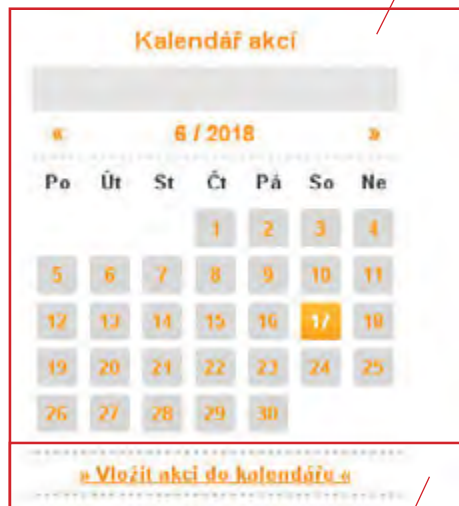 Kalendář akcí
« 6 / 2018 »
Po Út St Čt Pá So Ne
1 2 3 4
5 6 7 8 9 10 11
12 13 14 15 16 17 18
19 20 21 22 23 24 25
26 27 28 29 30
» Vložit akci do kalendáře «